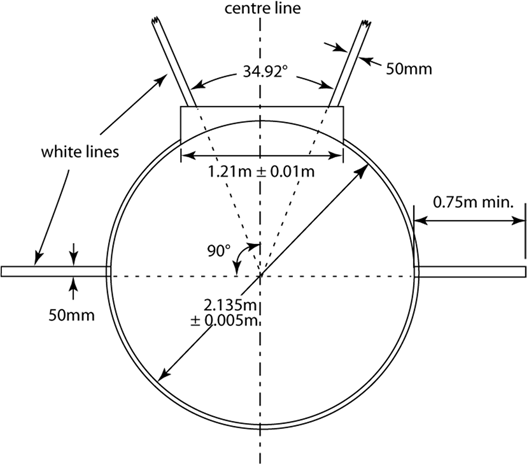 centre line
34.92°
50mm
white lines
1.21m ± 0.01m
0.75m min.
90°
2.135m
± 0.005m
50mm